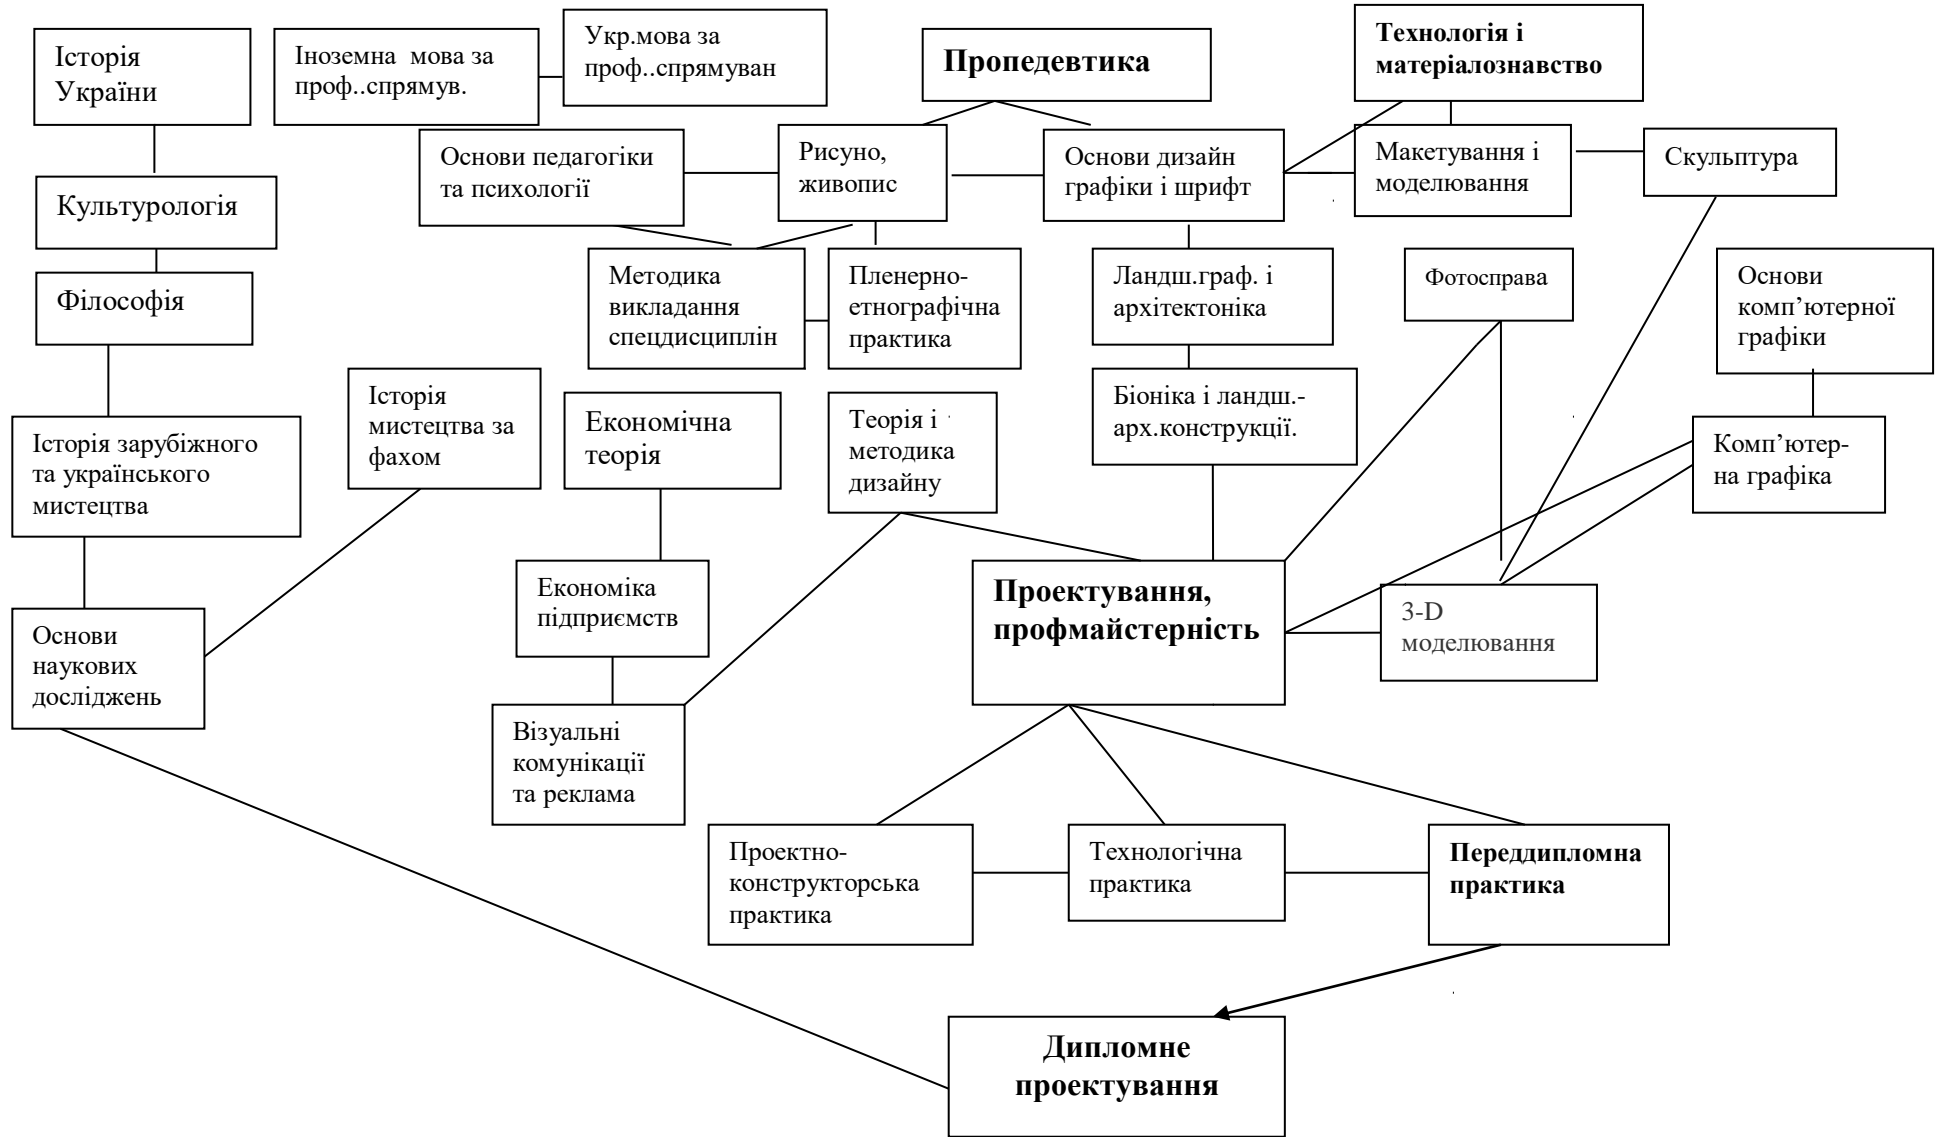 Історія
України
Іноземна мова за
проф..спрямув.
Укр.мова за
проф..спрямуван
Пропедевтика
Технологія і
матеріалознавство
Основи педагогіки
та психології
Рисуно,
живопис
Основи дизайн
графіки і шрифт
Макетування і
моделювання
Скульптура
Культурологія
Філософія
Методика
викладання
спецдисциплін
Пленерно-
етнографічна
практика
Ландш.граф. і
архітектоніка
Фотосправа
Основи
комп’ютерної
графіки
Історія
мистецтва за
фахом
Економічна
теорія
Теорія і
методика
дизайну
Біоніка і ландш.-
арх.конструкції.
Історія зарубіжного
та українського
мистецтва
Комп’ютер-
на графіка
Економіка
підприємств
Проектування,
профмайстерність
3-D
моделювання
Основи
наукових
досліджень
Візуальні
комунікації
та реклама
Проектно-
конструкторська
практика
Технологічна
практика
Переддипломна
практика
Дипломне
проектування